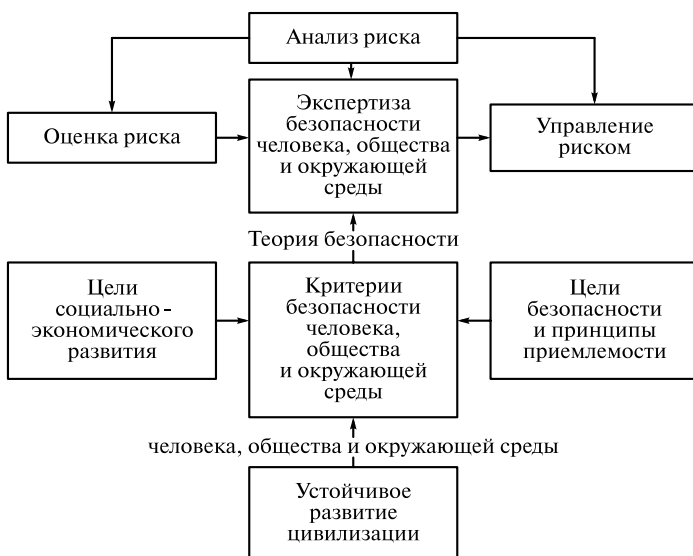 Анализ риска
Оценка риска
Экспертиза
безопасности
человека, общества
и окружающей
среды
Управление
риском
Теория безопасности
Цели
социально-
экономического
развития
Критерии
безопасности
человека,
общества
и окружающей
среды
Цели
безопасности
и принципы
приемлемости
человека, общества и окружающей среды
Устойчивое
развитие
цивилизации